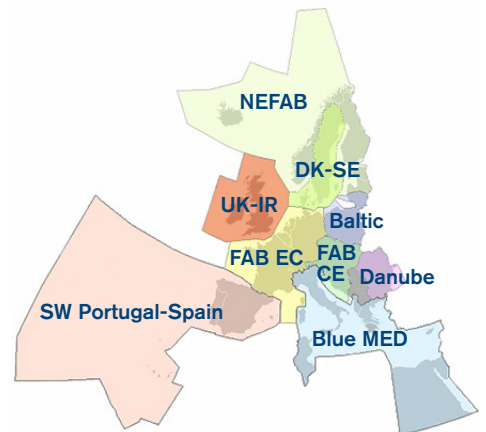 NEFAB
DK-SE
UK-IR
Baltic
FAB EC
FAB
CE
Danube
SW Portugal-Spain
Blue MED